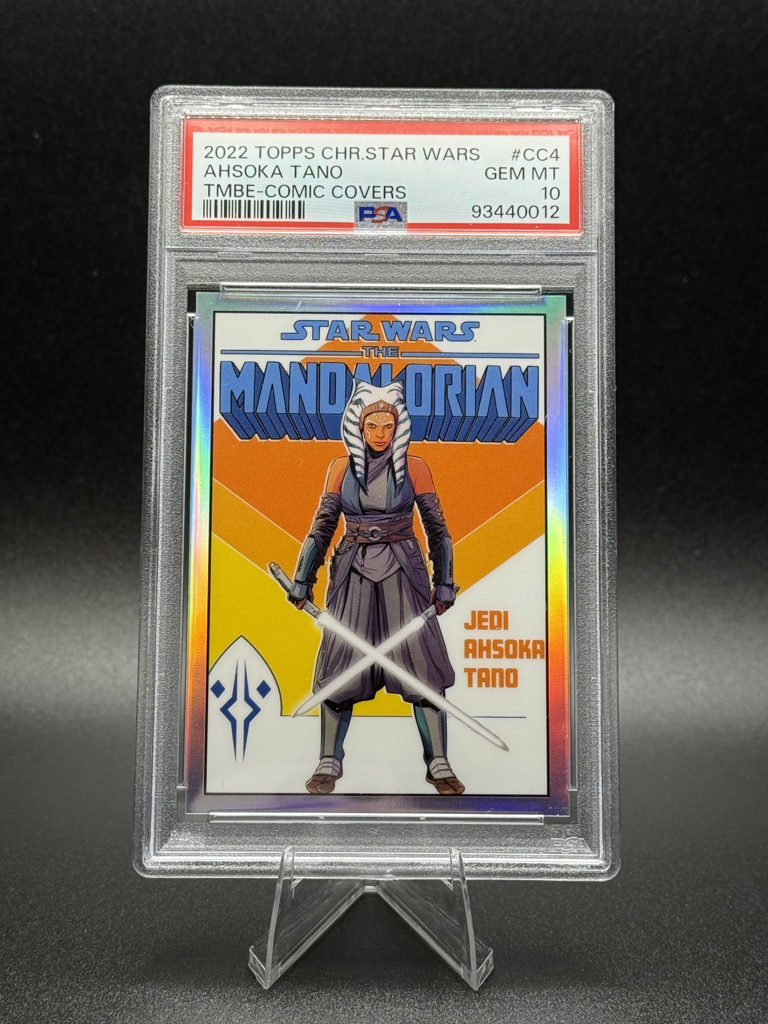 2022 TOPPS CHR.STAR WARS #CC4
AHSOKA TANO GEM MT
TMBE-COMIC COVERS 10
PSA 93440012
STAR WARS
THE
MANDALORIAN
JEDI
AHSOKA
TANO
PSA